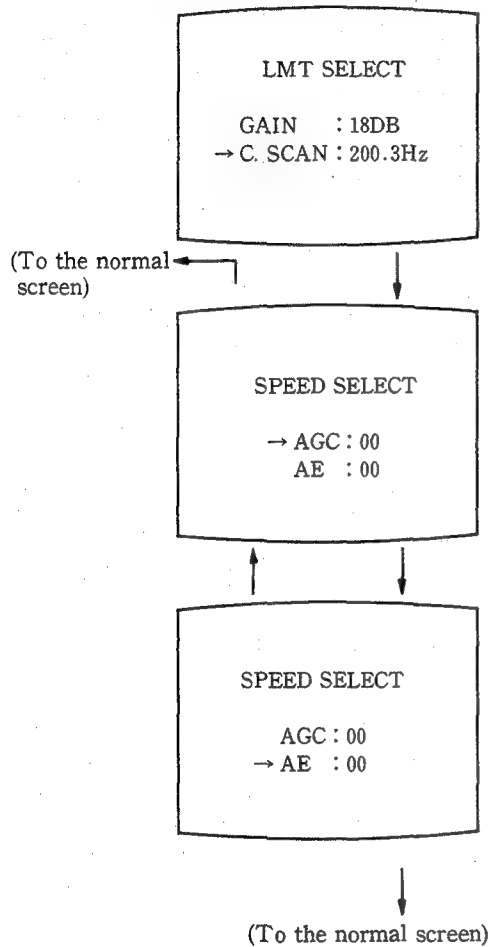 LMT SELECT
GAIN : 18DB
→ C. SCAN : 200.3Hz
(To the normal
screen)
SPEED SELECT
→ AGC : 00
AE : 00
SPEED SELECT
AGC : 00
→ AE : 00
(To the normal screen)